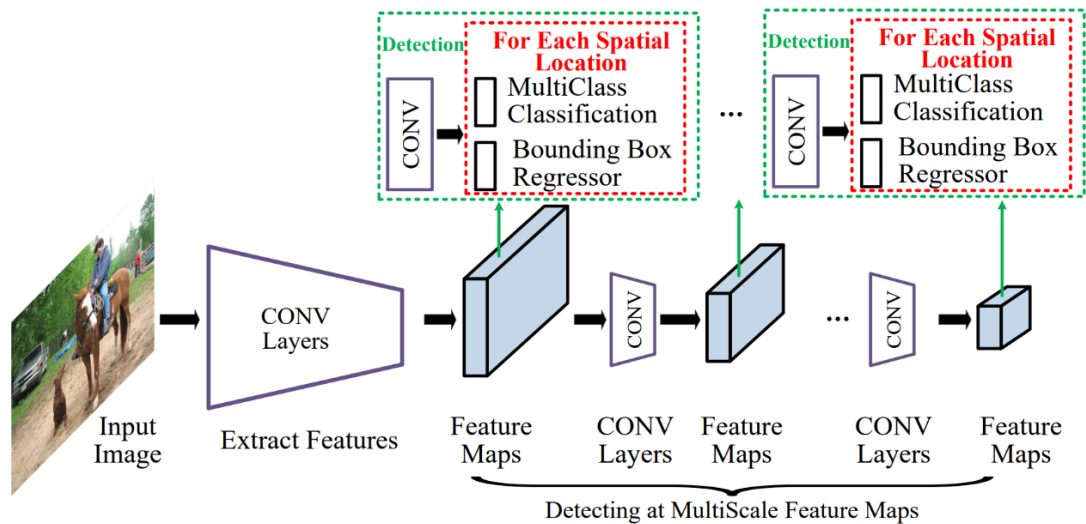 Detection
For Each Spatial
Location
CONV
MultiClass
Classification
Bounding Box
Regressor
...
Detection
For Each Spatial
Location
CONV
MultiClass
Classification
Bounding Box
Regressor
CONV
Layers
CONV
...
CONV
Input
Image
Extract Features
Feature
Maps
CONV
Layers
Feature
Maps
CONV
Layers
Feature
Maps
Detecting at MultiScale Feature Maps